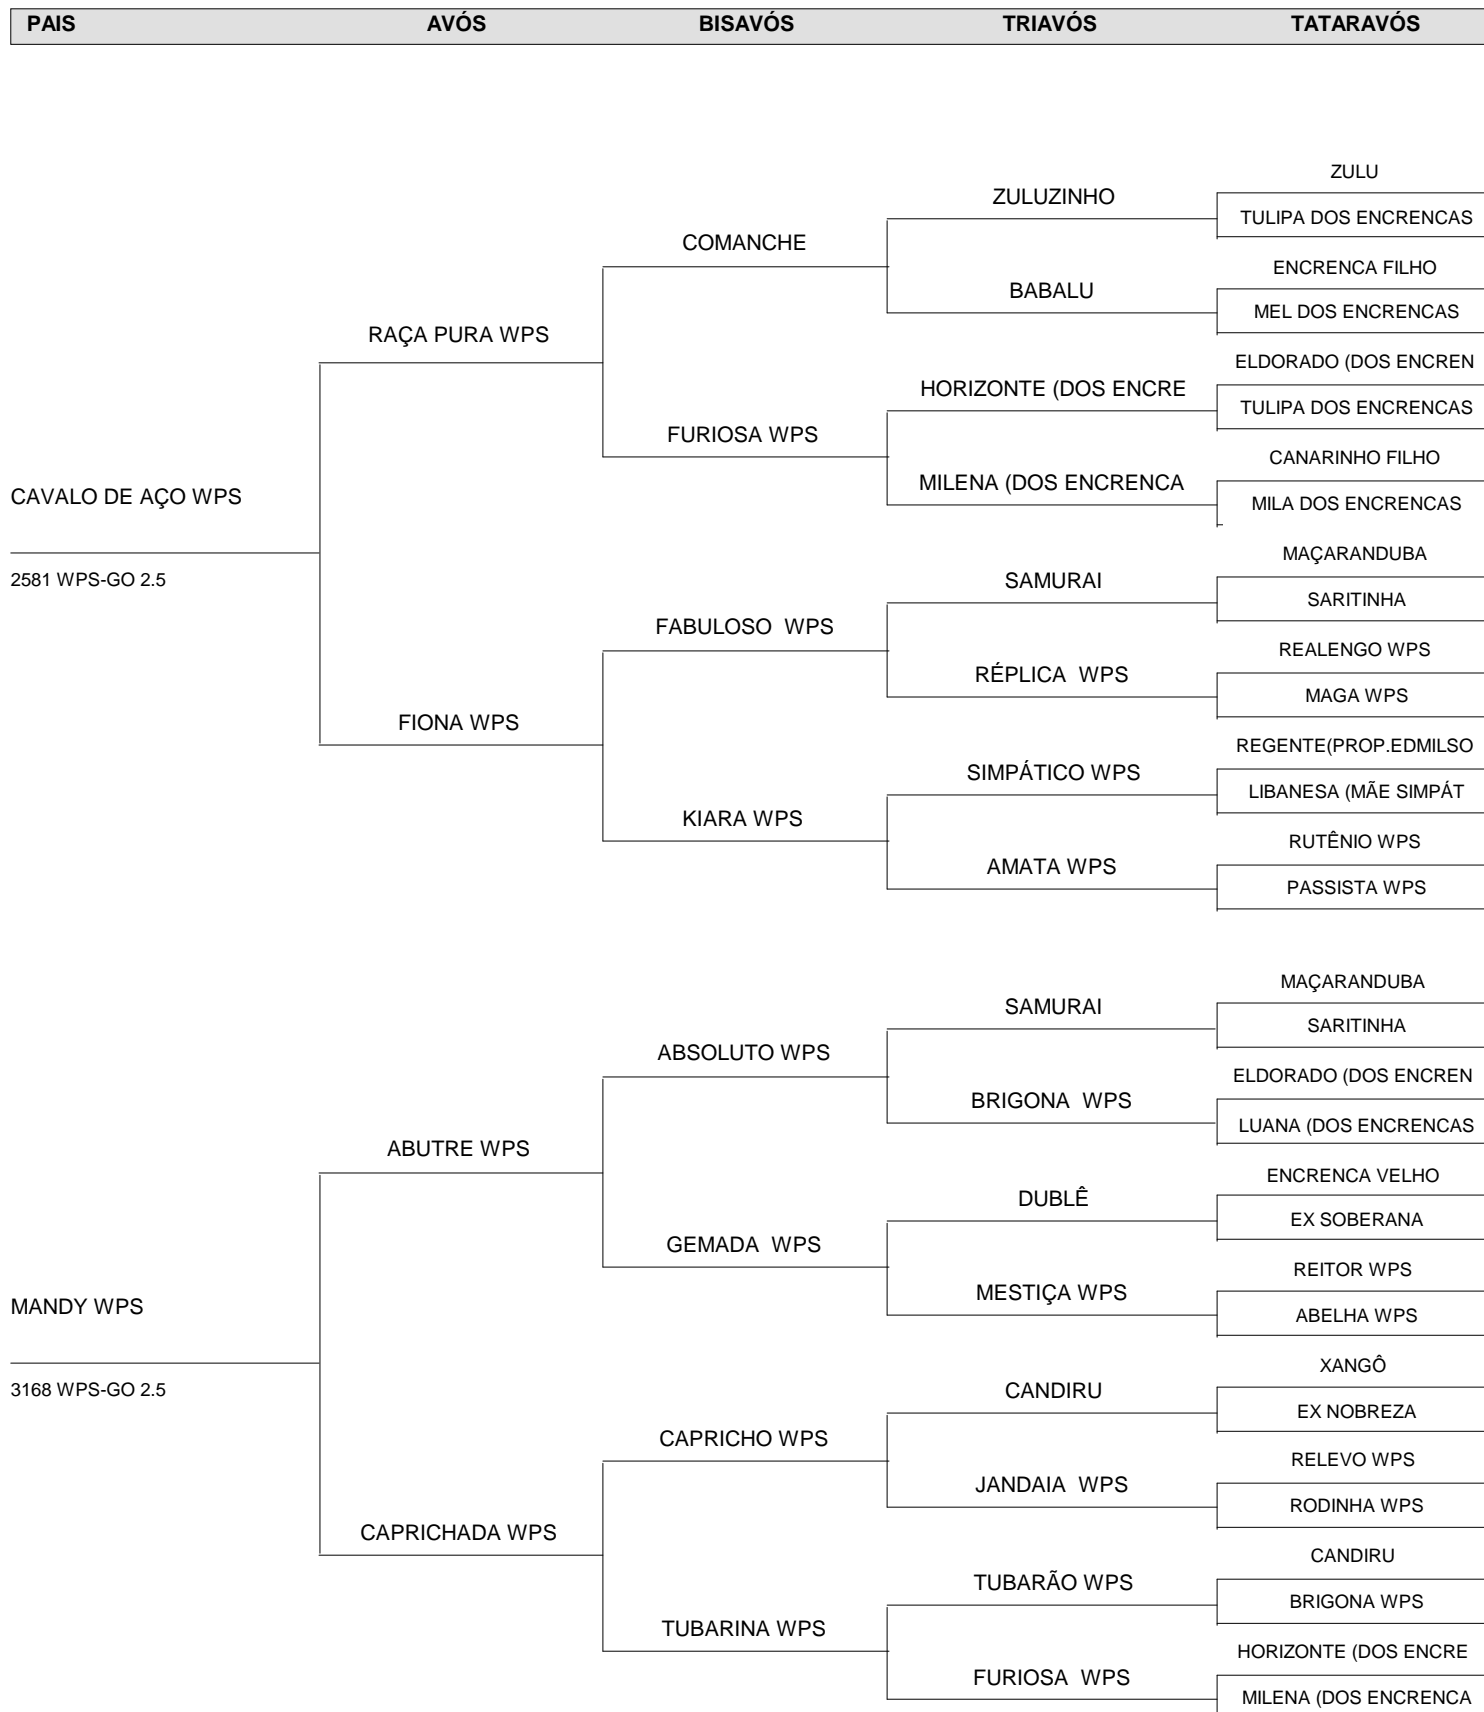 PAIS AVÓS BISAVÓS TRIAVÓS TATARAVÓS
ZULU
ZULUZINHO
TULIPA DOS ENCRENCAS
COMANCHE
ENCRENCA FILHO
BABALU
MEL DOS ENCRENCAS
RAÇA PURA WPS
ELDORADO (DOS ENCREN
HORIZONTE (DOS ENCRE
TULIPA DOS ENCRENCAS
FURIOSA WPS
CANARINHO FILHO
MILENA (DOS ENCRENCA
CAVALO DE AÇO WPS
MILA DOS ENCRENCAS
MAÇARANDUBA
2581 WPS-GO 2.5
SAMURAI
SARITINHA
FABULOSO  WPS
REALENGO WPS
RÉPLICA  WPS
MAGA WPS
FIONA WPS
REGENTE(PROP.EDMILSO
SIMPÁTICO WPS
LIBANESA (MÃE SIMPÁT
KIARA WPS
RUTÊNIO WPS
AMATA WPS
PASSISTA WPS
MAÇARANDUBA
SAMURAI
SARITINHA
ABSOLUTO WPS
ELDORADO (DOS ENCREN
BRIGONA  WPS
LUANA (DOS ENCRENCAS
ABUTRE WPS
ENCRENCA VELHO
DUBLÊ
EX SOBERANA
GEMADA  WPS
REITOR WPS
MESTIÇA WPS
MANDY WPS
ABELHA WPS
XANGÔ
3168 WPS-GO 2.5
CANDIRU
EX NOBREZA
CAPRICHO WPS
RELEVO WPS
JANDAIA  WPS
RODINHA WPS
CAPRICHADA WPS
CANDIRU
TUBARÃO WPS
BRIGONA WPS
TUBARINA WPS
HORIZONTE (DOS ENCRE
FURIOSA  WPS
MILENA (DOS ENCRENCA